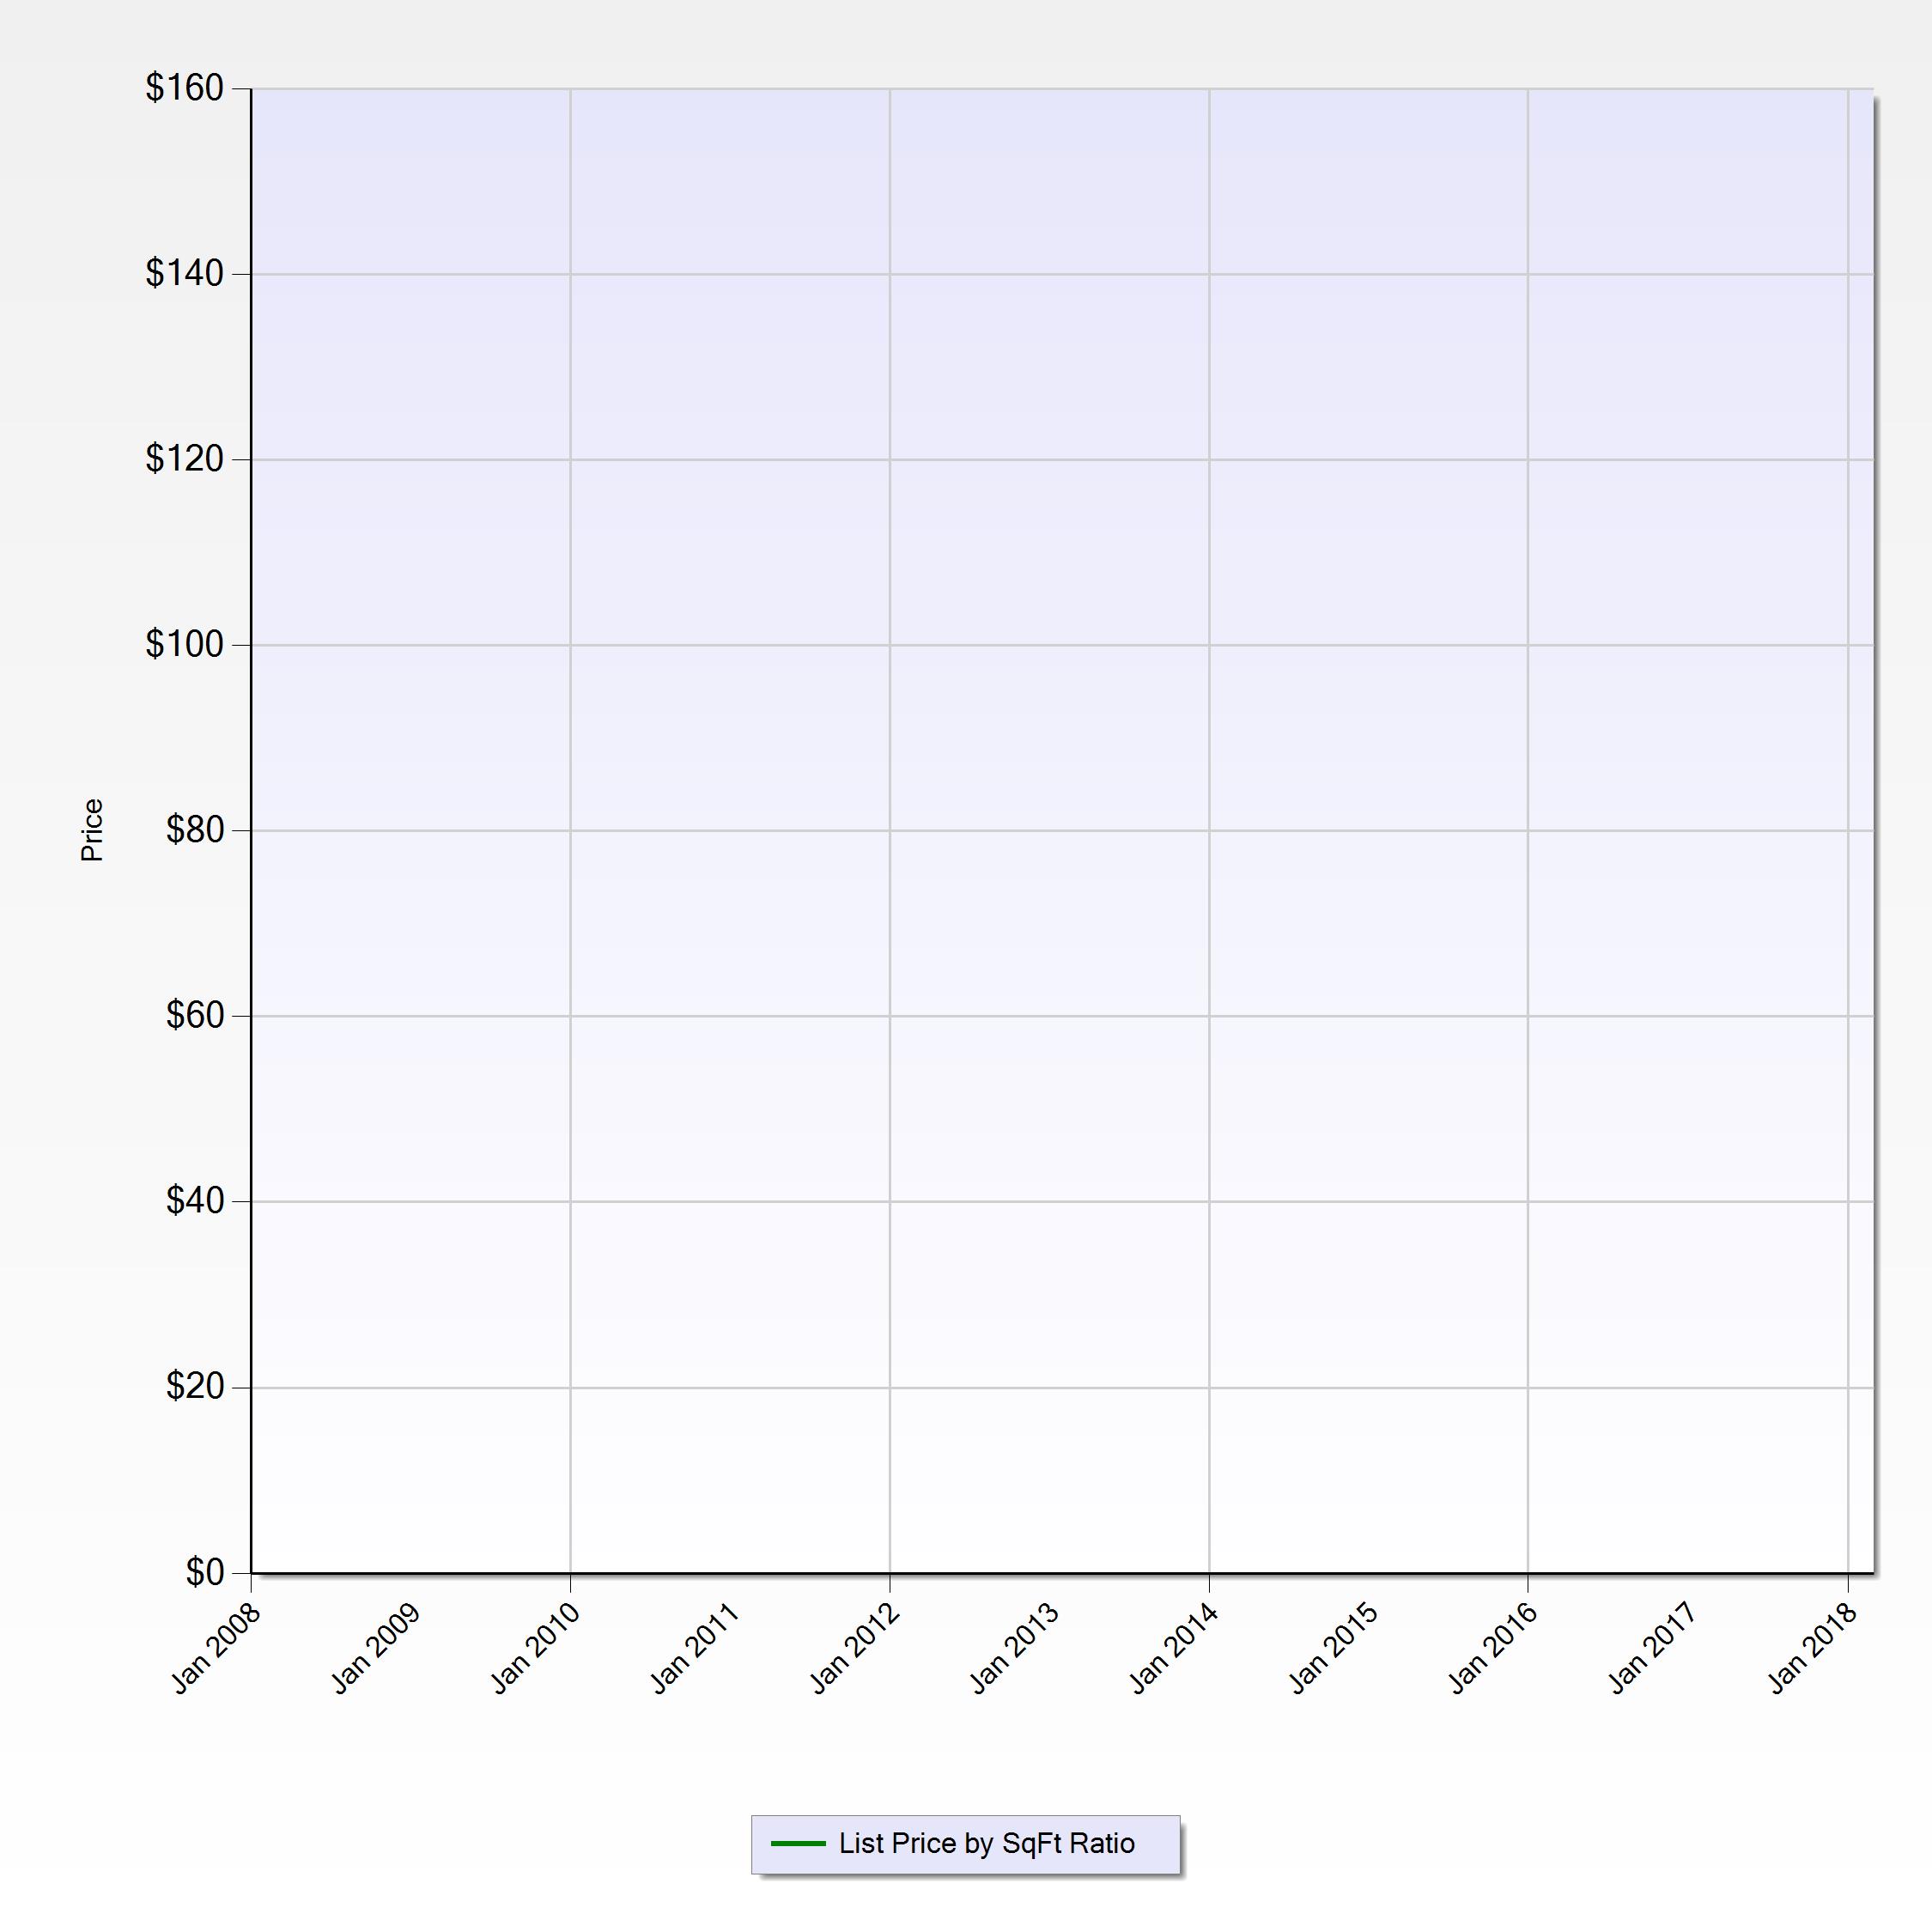 $160
$140
$120
$100
$80
$60
$40
$20
$0
Price
Jan 2008
Jan 2009
Jan 2010
Jan 2011
Jan 2012
Jan 2013
Jan 2014
Jan 2015
Jan 2016
Jan 2017
Jan 2018
List Price by SqFt Ratio